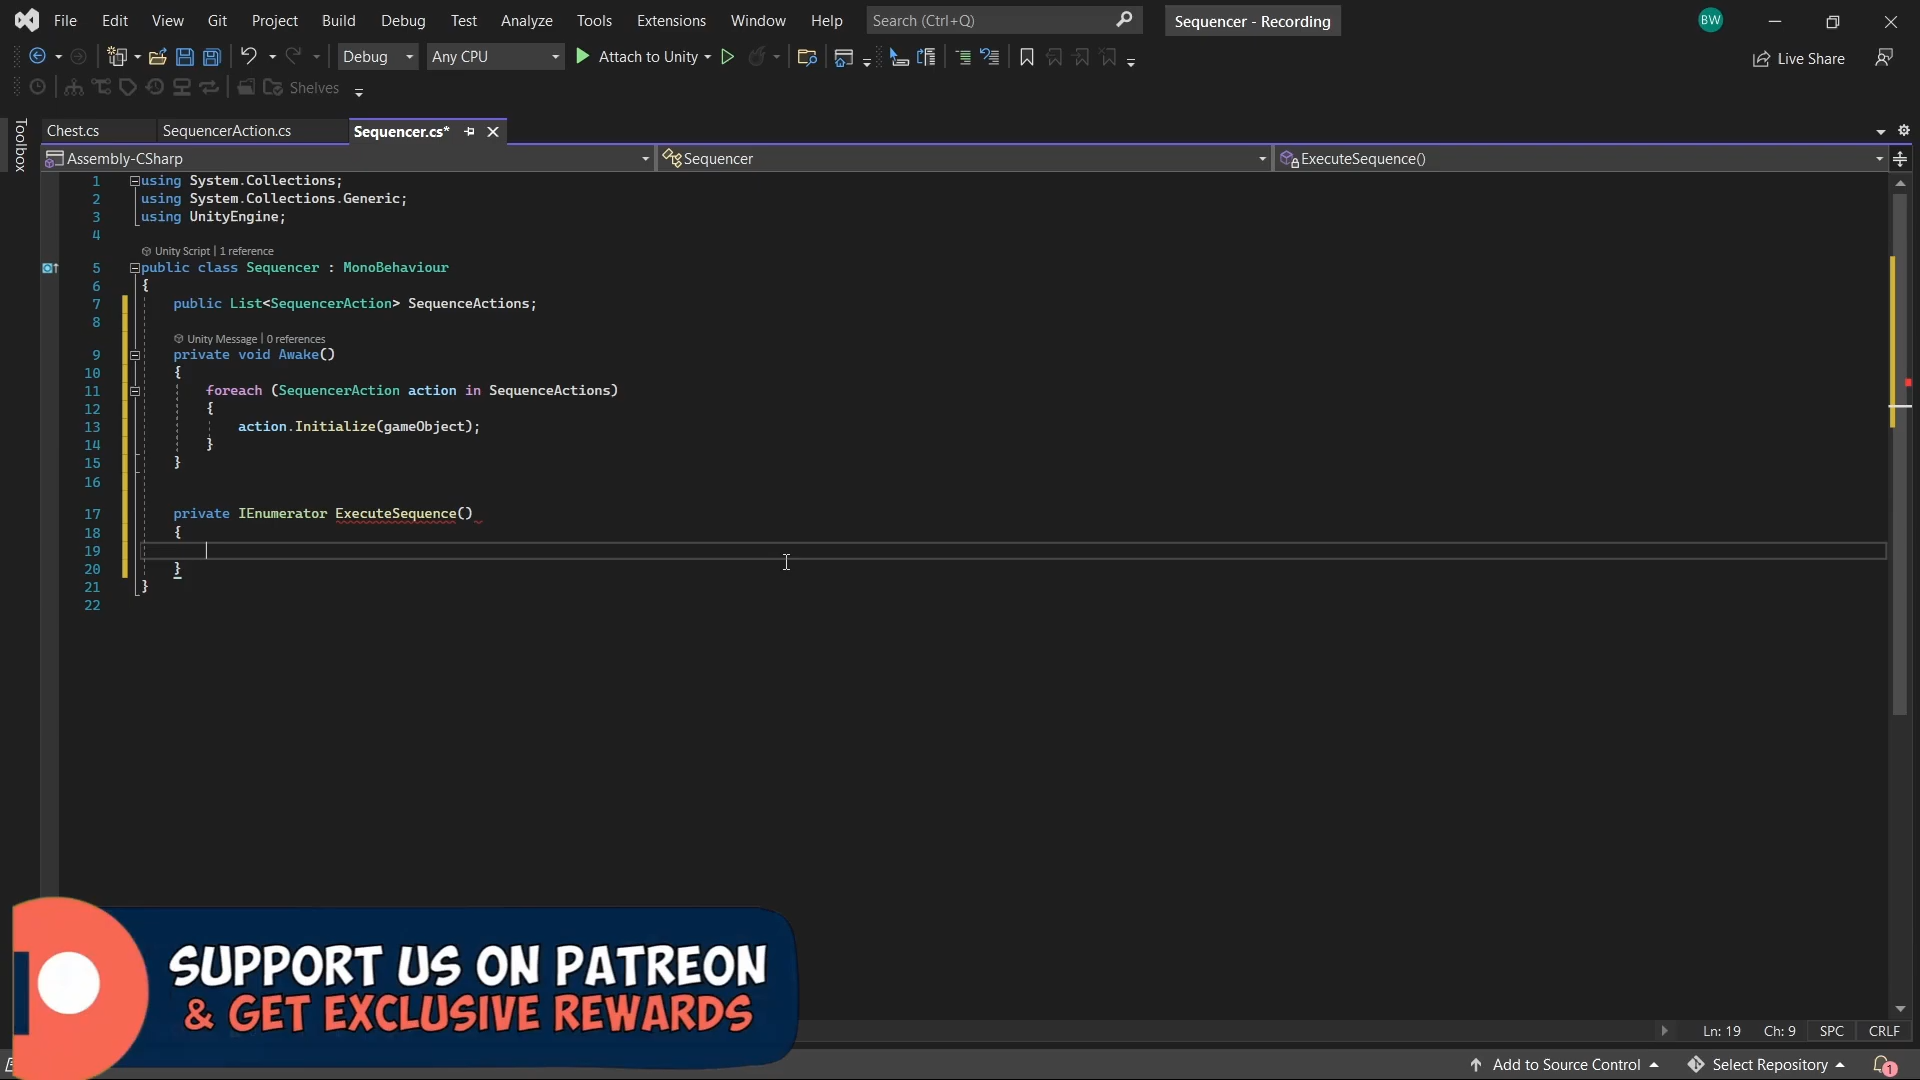 File Edit View Git Project Build Debug Test Analyze Tools Extensions Window Help Search (Ctrl+Q) Sequencer - Recording BW
Debug Any CPU Attach to Unity Live Share
Shelves
Toolbox
Chest.cs SequencerAction.cs Sequencer.cs*
Assembly-CSharp Sequencer ExecuteSequence()
1 using System.Collections;
2 using System.Collections.Generic;
3 using UnityEngine;
4
Unity Script | 1 reference
5 public class Sequencer : MonoBehaviour
6 {
7 public List<SequencerAction> SequenceActions;
8
Unity Message | 0 references
9 private void Awake()
10 {
11 foreach (SequencerAction action in SequenceActions)
12 {
13 action.Initialize(gameObject);
14 }
15 }
16
17 private IEnumerator ExecuteSequence()
18 {
19
20 }
21 }
22
SUPPORT US ON PATREON
& GET EXCLUSIVE REWARDS
Ln: 19 Ch: 9 SPC CRLF
Add to Source Control Select Repository 1